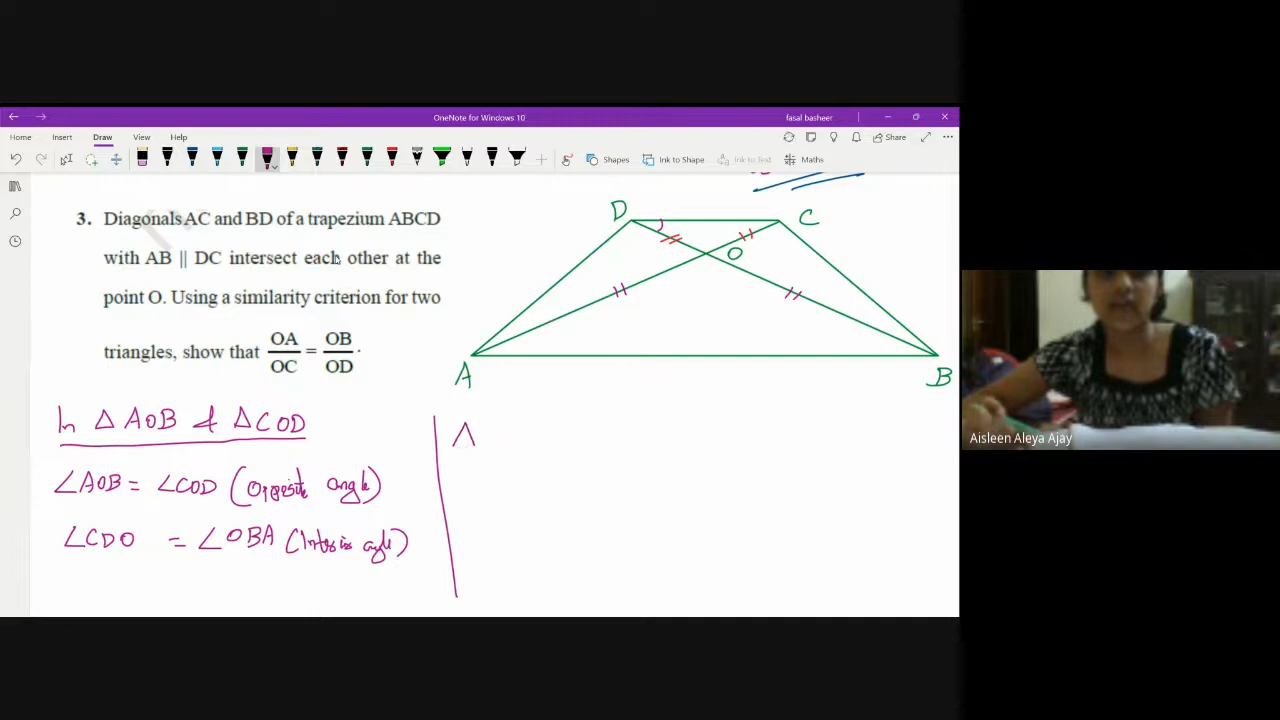 OneNote for Windows 10
fasal basheer
Home Insert Draw View Help
Share
Shapes
Ink to Shape
Ink to Text
Maths
3. Diagonals AC and BD of a trapezium ABCD
with AB || DC intersect each other at the
point O. Using a similarity criterion for two
triangles, show that OA/OC = OB/OD.
D
C
O
A
B
In △ AOB & △COD
∠AOB = ∠COD (Opposite angle)
∠CDO = ∠OBA (
Aisleen Aleya Ajay